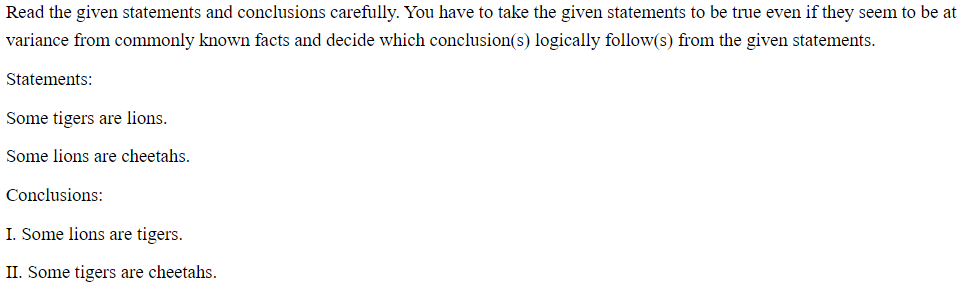 Read the given statements and conclusions carefully. You have to take the given statements to be true even if they seem to be at
variance from commonly known facts and decide which conclusion(s) logically follow(s) from the given statements.
Statements:
Some tigers are lions.
Some lions are cheetahs.
Conclusions:
I. Some lions are tigers.
II. Some tigers are cheetahs.